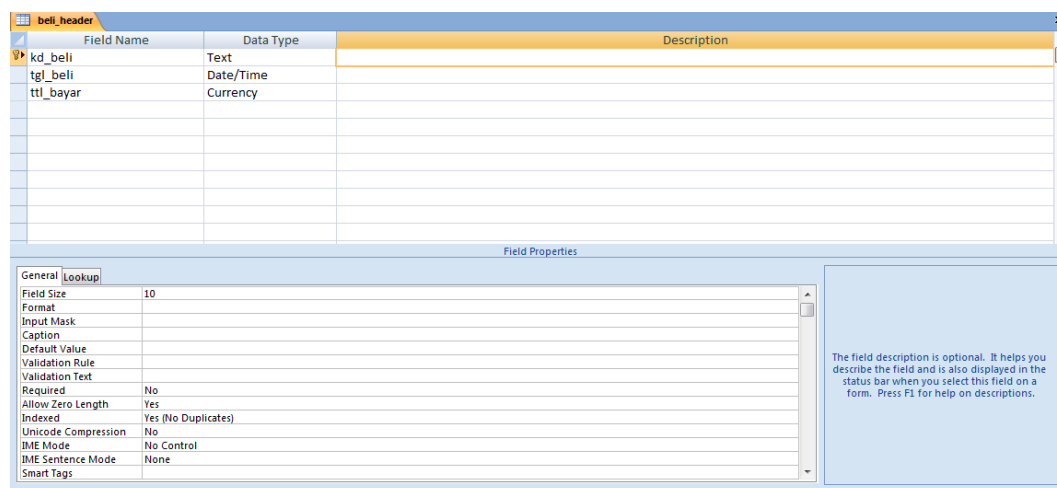 beli_header
Field Name Data Type Description
kd_beli Text
tgl_beli Date/Time
ttl_bayar Currency
Field Properties
General Lookup
Field Size 10
Format
Input Mask
Caption
Default Value
Validation Rule
Validation Text
Required No
Allow Zero Length Yes
Indexed Yes (No Duplicates)
Unicode Compression No
IME Mode No Control
IME Sentence Mode None
Smart Tags
The field description is optional. It helps you
describe the field and is also displayed in the
status bar when you select this field on a
form. Press F1 for help on descriptions.